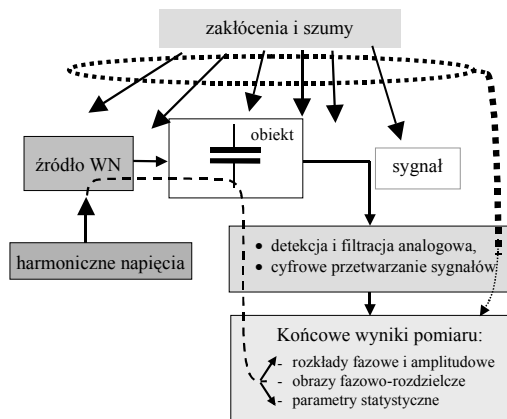 zakłócenia i szumy
obiekt
źródło WN
sygnał
harmoniczne napięcia
• detekcja i filtracja analogowa,
• cyfrowe przetwarzanie sygnałów
Końcowe wyniki pomiaru:
- rozkłady fazowe i amplitudowe
- obrazy fazowo-rozdzielcze
- parametry statystyczne